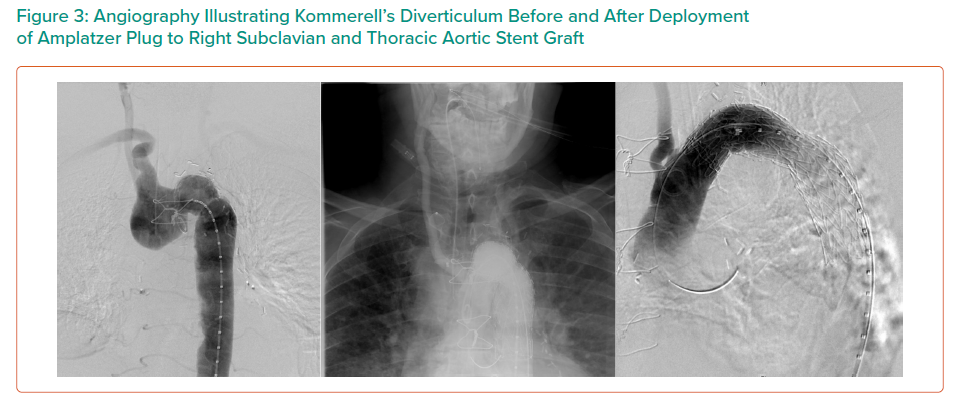 Figure 3: Angiography Illustrating Kommerell’s Diverticulum Before and After Deployment
of Amplatzer Plug to Right Subclavian and Thoracic Aortic Stent Graft